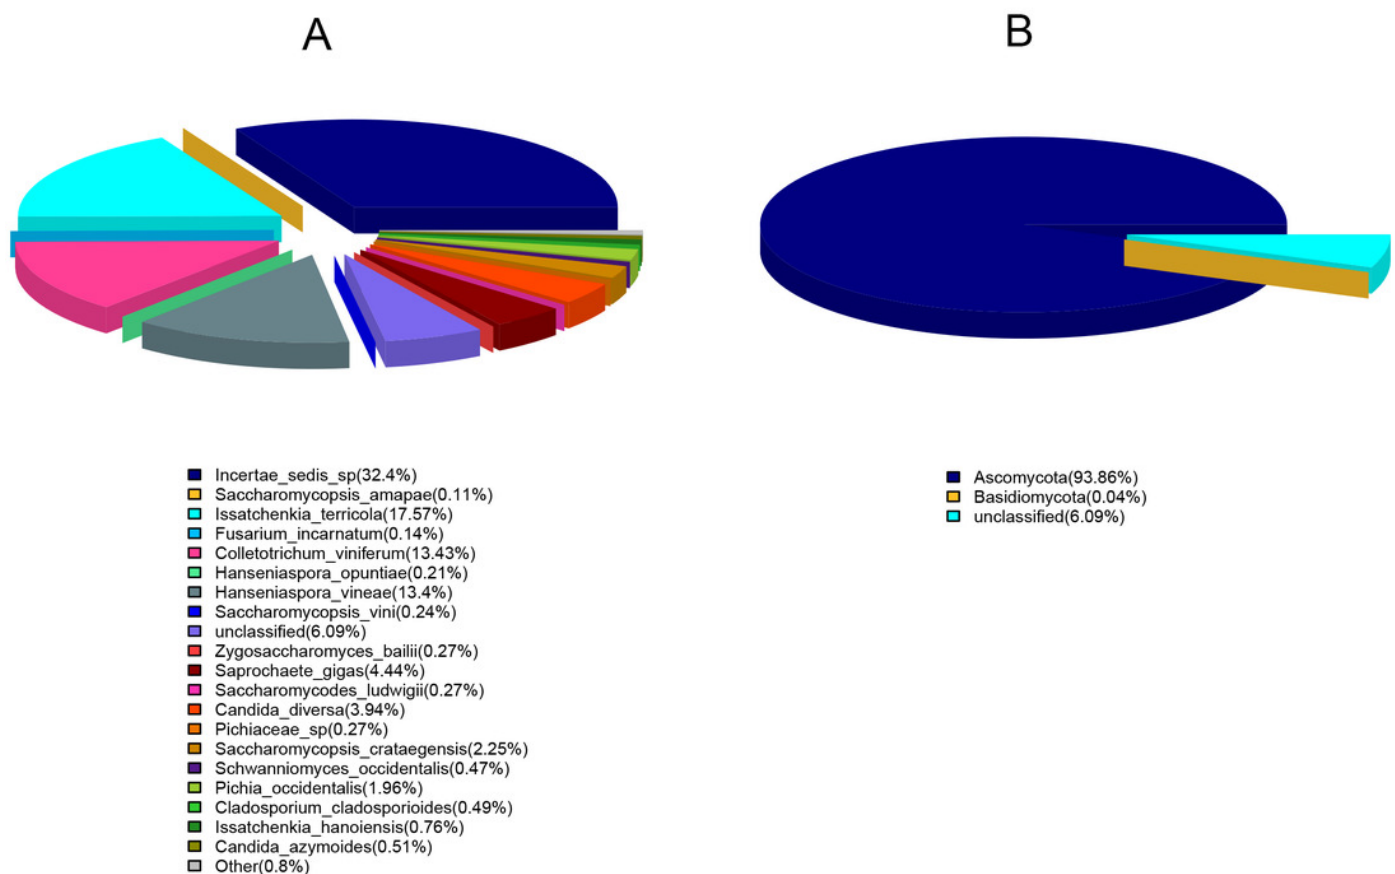 A
B
Incertae_sedis_sp(32.4%)
Saccharomycopsis_amapae(0.11%)
Issatchenkia_terricola(17.57%)
Fusarium_incarnatum(0.14%)
Colletotrichum_viniferum(13.43%)
Hanseniaspora_opuntiae(0.21%)
Hanseniaspora_vineae(13.4%)
Saccharomycopsis_vini(0.24%)
unclassified(6.09%)
Zygosaccharomyces_bailii(0.27%)
Saprochaete_gigas(4.44%)
Saccharomycodes_ludwigii(0.27%)
Candida_diversa(3.94%)
Pichiaceae_sp(0.27%)
Saccharomycopsis_crataegensis(2.25%)
Schwanniomyces_occidentalis(0.47%)
Pichia_occidentalis(1.96%)
Cladosporium_cladosporioides(0.49%)
Issatchenkia_hanoiensis(0.76%)
Candida_azymoides(0.51%)
Other(0.8%)
Ascomycota(93.86%)
Basidiomycota(0.04%)
unclassified(6.09%)